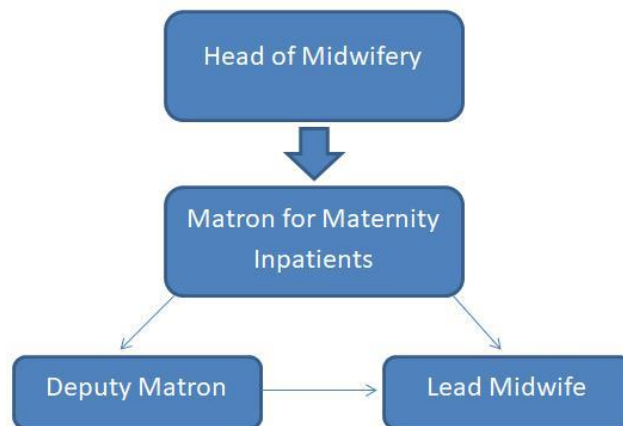 Head of Midwifery
Matron for Maternity
Inpatients
Deputy Matron
Lead Midwife